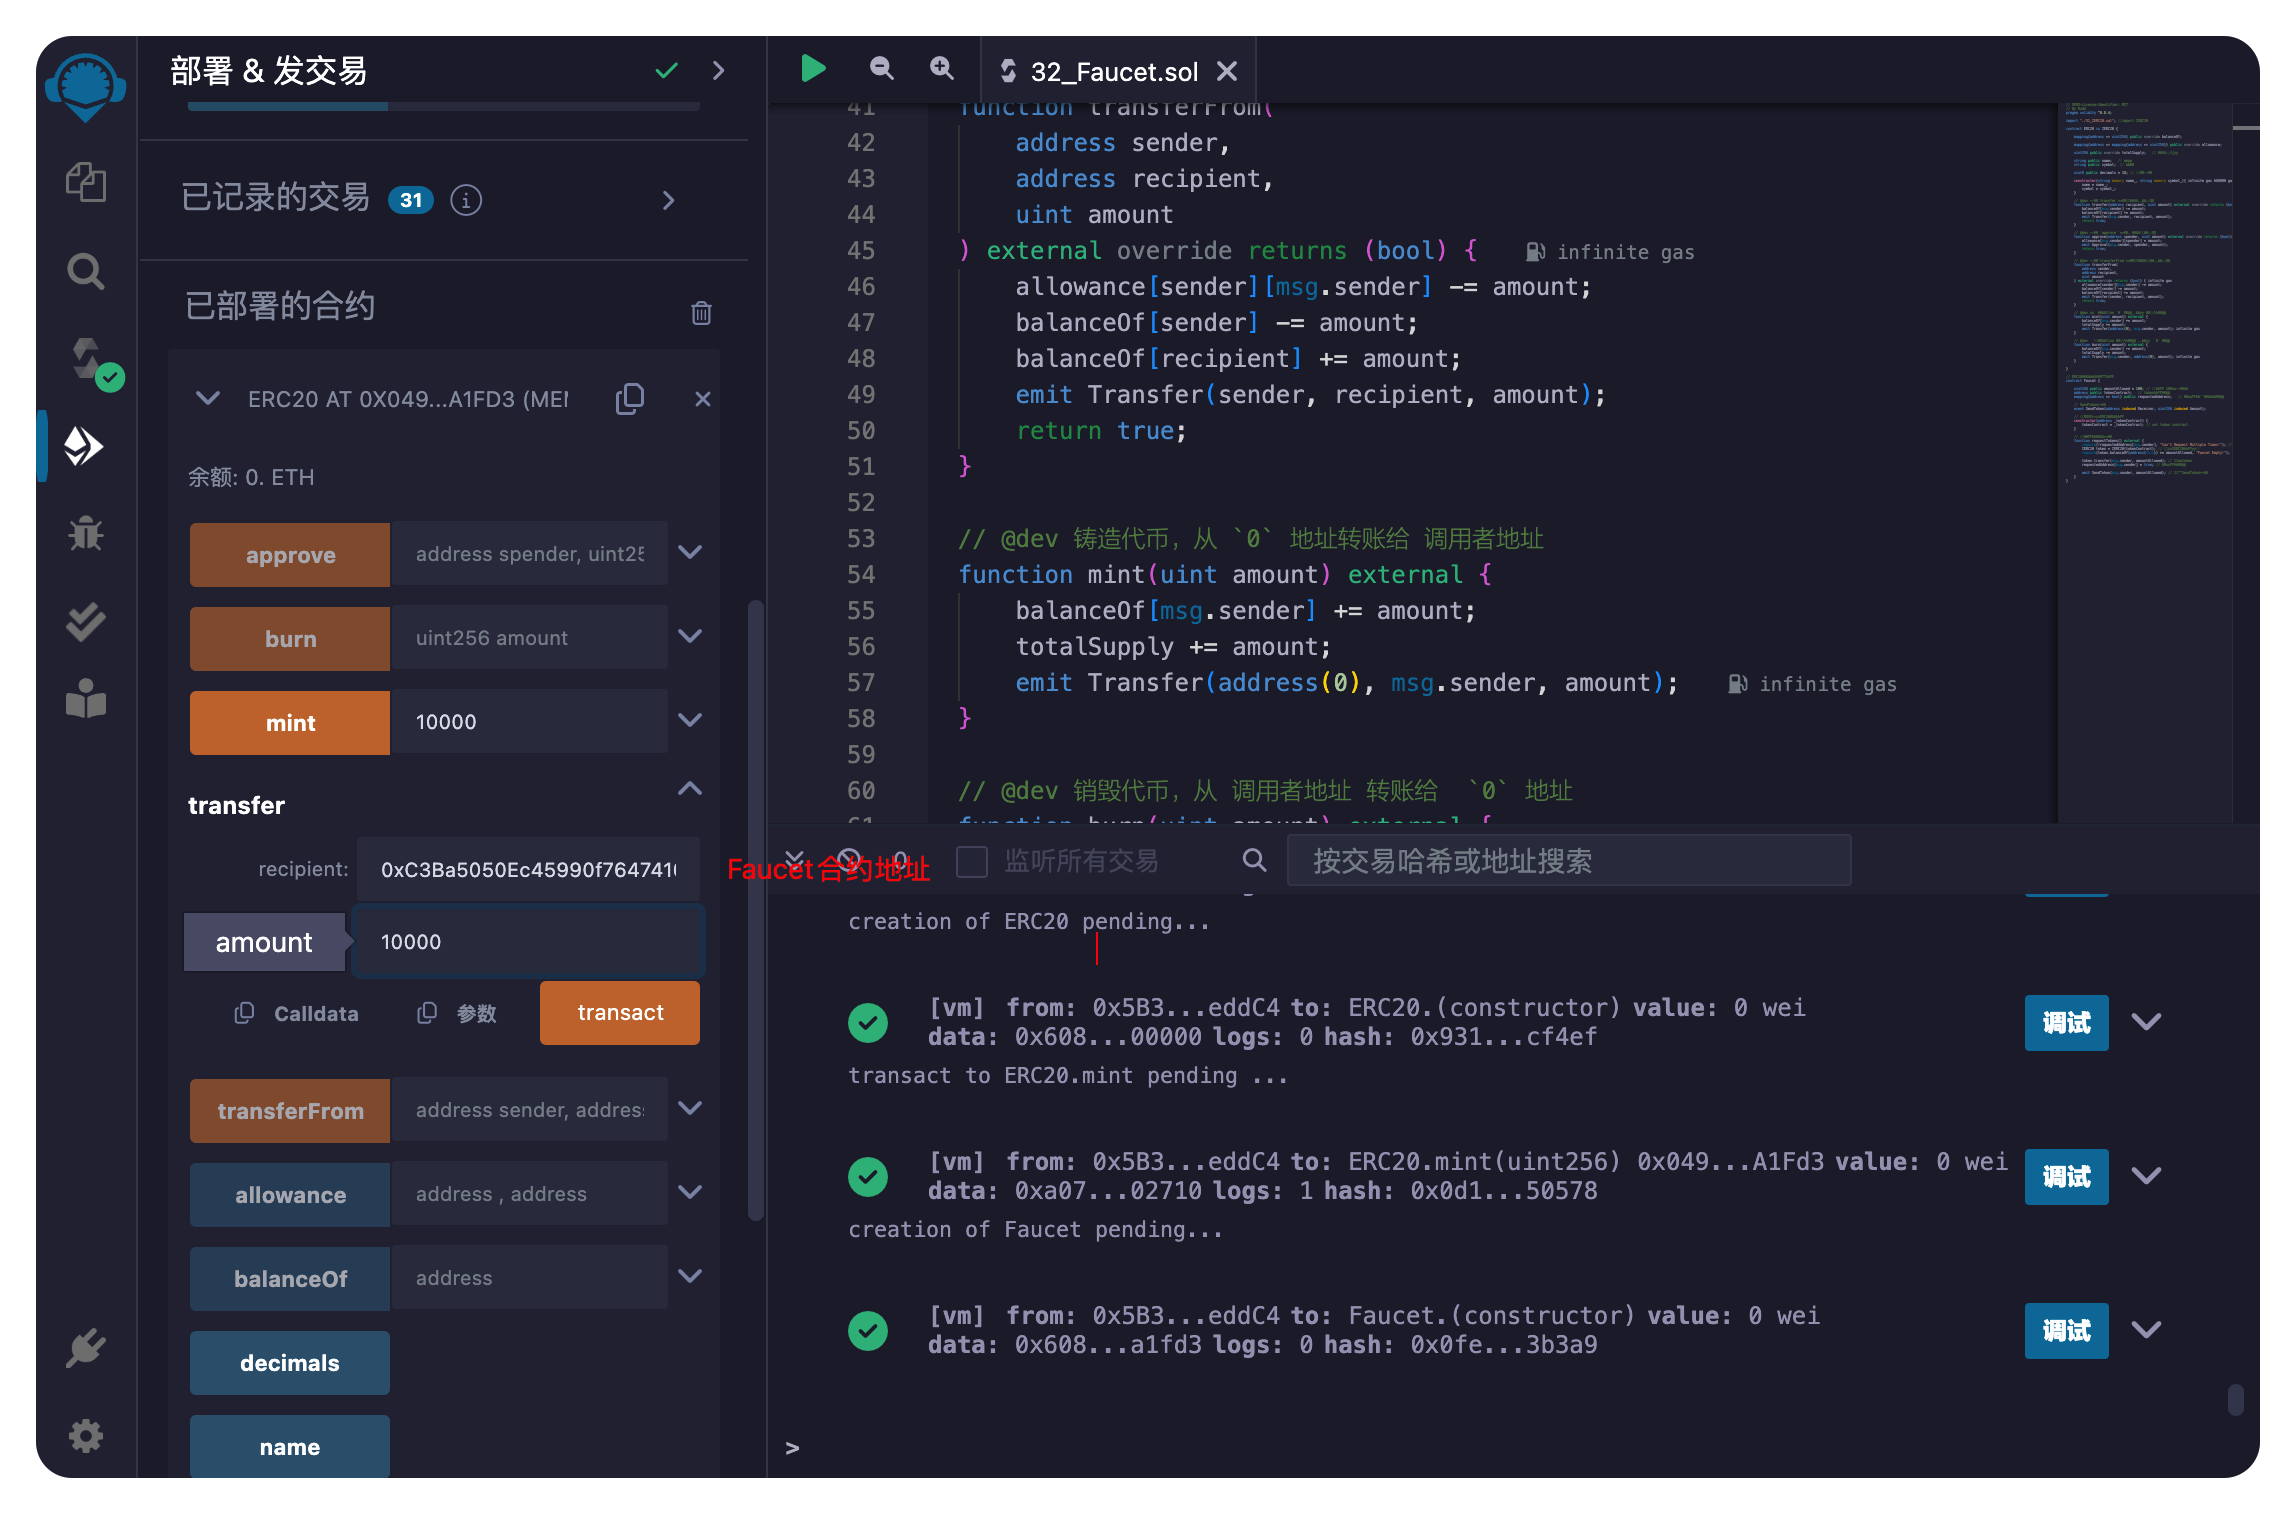 部署 & 发交易
已记录的交易 31
已部署的合约
ERC20 AT 0X049...A1FD3 (MEM
余额: 0. ETH
approve address spender, uint25
burn uint256 amount
mint 10000
transfer
recipient: 0xC3Ba5050Ec45990f7647410
Faucet合约地址
amount 10000
Calldata 参数 transact
transferFrom address sender, address
allowance address , address
balanceOf address
decimals
name
32_Faucet.sol
41 function transferFrom(
42 address sender,
43 address recipient,
44 uint amount
45 ) external override returns (bool) { infinite gas
46 allowance[sender][msg.sender] -= amount;
47 balanceOf[sender] -= amount;
48 balanceOf[recipient] += amount;
49 emit Transfer(sender, recipient, amount);
50 return true;
51 }
52
53 // @dev 铸造代币，从 `0` 地址转账给 调用者地址
54 function mint(uint amount) external {
55 balanceOf[msg.sender] += amount;
56 totalSupply += amount;
57 emit Transfer(address(0), msg.sender, amount); infinite gas
58 }
59
60 // @dev 销毁代币，从 调用者地址 转账给 `0` 地址
61 function burn(uint amount) external {
0 监听所有交易 按交易哈希或地址搜索
creation of ERC20 pending...
[vm] from: 0x5B3...eddC4 to: ERC20.(constructor) value: 0 wei
data: 0x608...00000 logs: 0 hash: 0x931...cf4ef
调试
transact to ERC20.mint pending ...
[vm] from: 0x5B3...eddC4 to: ERC20.mint(uint256) 0x049...A1Fd3 value: 0 wei
data: 0xa07...02710 logs: 1 hash: 0x0d1...50578
调试
creation of Faucet pending...
[vm] from: 0x5B3...eddC4 to: Faucet.(constructor) value: 0 wei
data: 0x608...a1fd3 logs: 0 hash: 0x0fe...3b3a9
调试
>